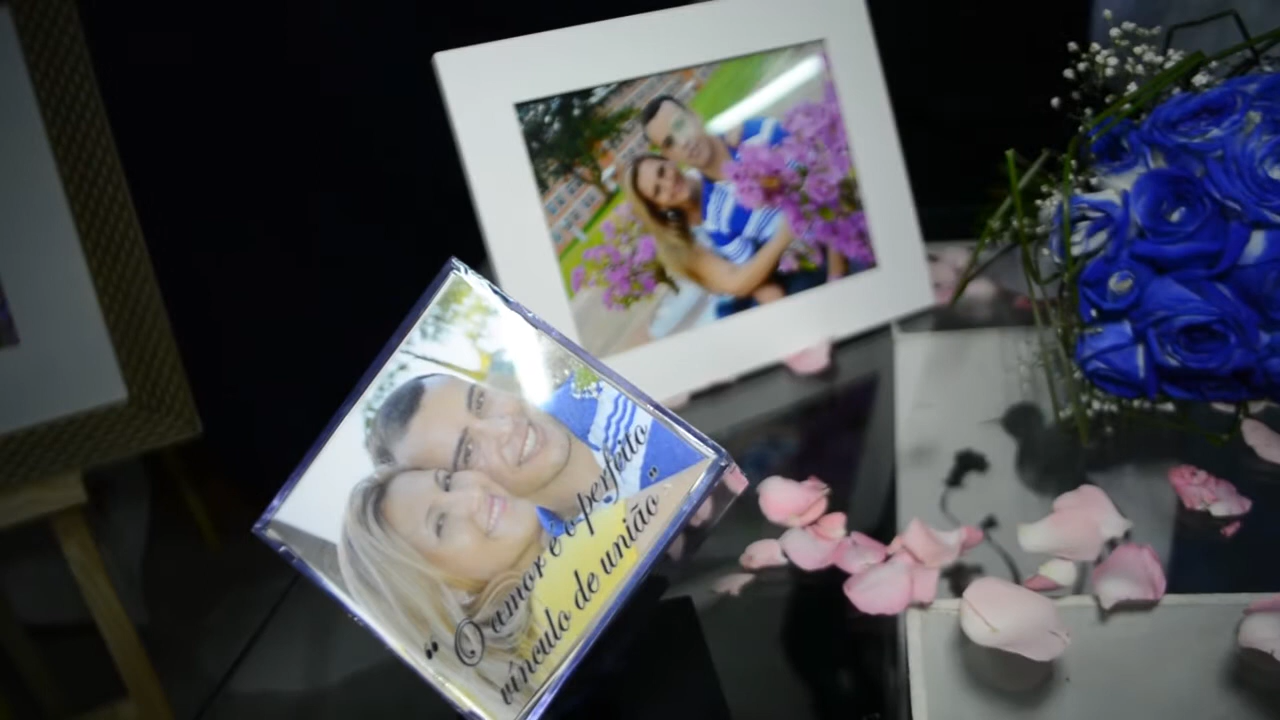 “ O amor é o perfeito
vínculo de união ”